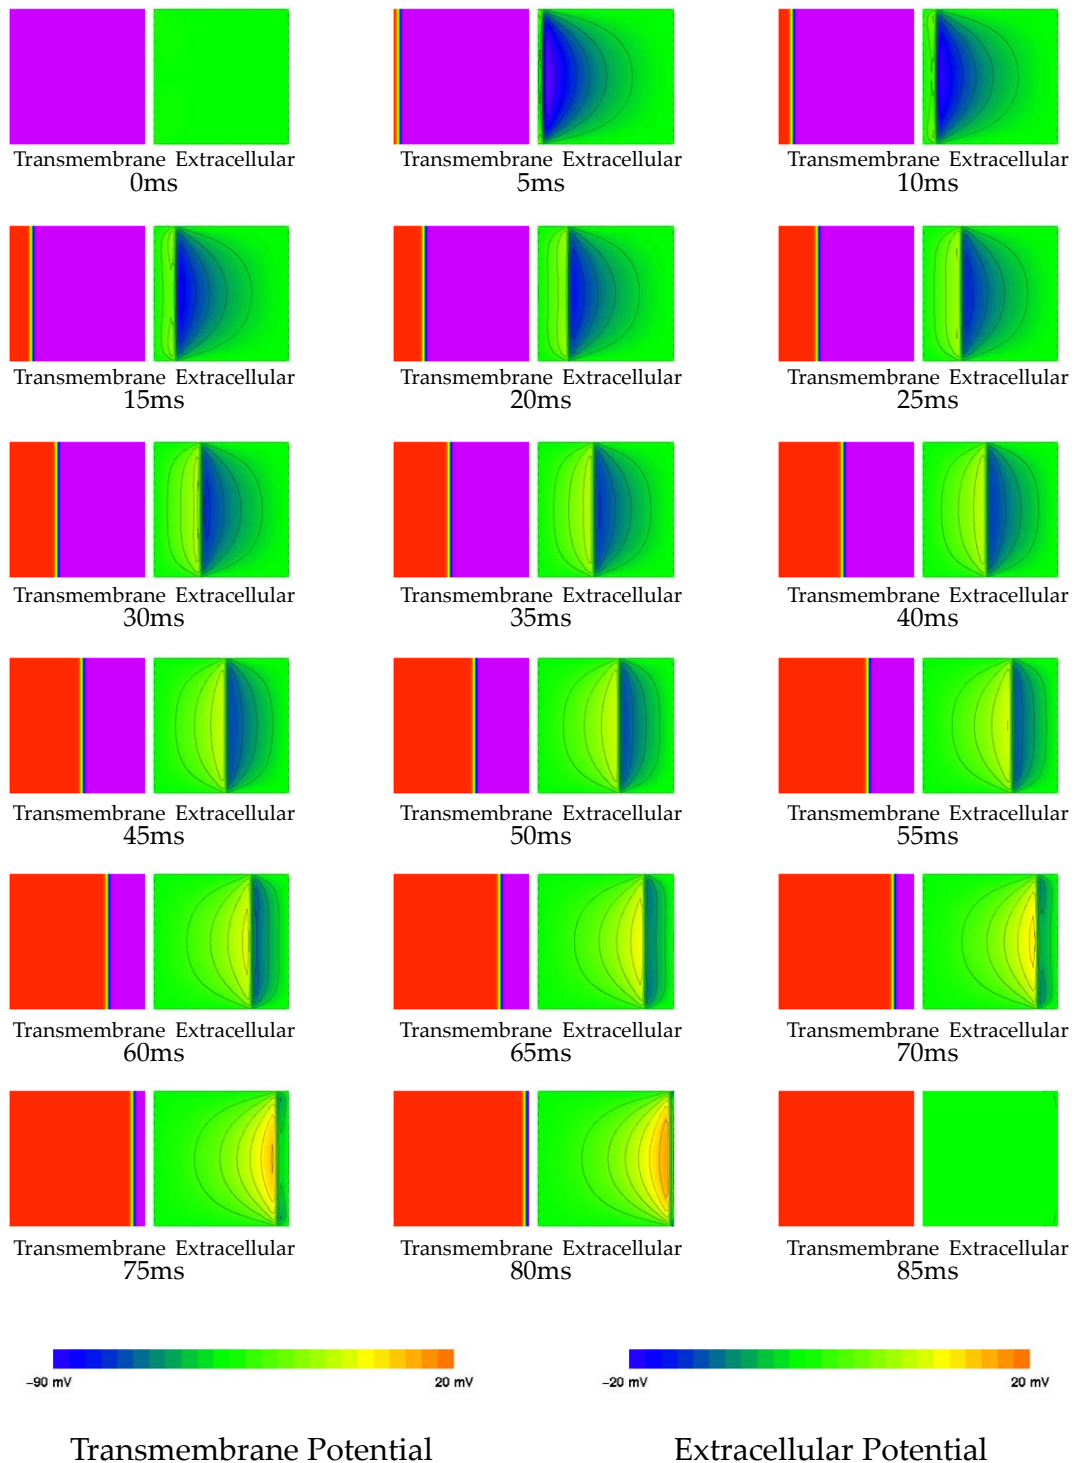 Transmembrane Extracellular Transmembrane Extracellular Transmembrane Extracellular
0ms 5ms 10ms
Transmembrane Extracellular Transmembrane Extracellular Transmembrane Extracellular
15ms 20ms 25ms
Transmembrane Extracellular Transmembrane Extracellular Transmembrane Extracellular
30ms 35ms 40ms
Transmembrane Extracellular Transmembrane Extracellular Transmembrane Extracellular
45ms 50ms 55ms
Transmembrane Extracellular Transmembrane Extracellular Transmembrane Extracellular
60ms 65ms 70ms
Transmembrane Extracellular Transmembrane Extracellular Transmembrane Extracellular
75ms 80ms 85ms
−90 mV 20 mV −20 mV 20 mV
Transmembrane Potential Extracellular Potential